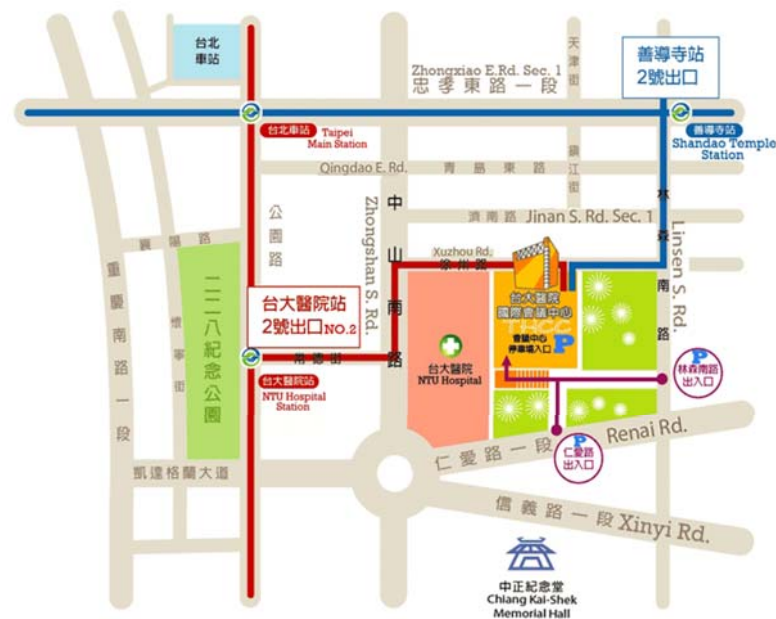 台北
車站
Zhongxiao E.Rd. Sec. 1
忠孝東路一段
天津街
善導寺站
2號出口
台北車站
Taipei
Main Station
善導寺站
Shandao Temple
Station
Qingdao E. Rd.
青島東路
鎮江街
林森南路
Linsen S. Rd.
公園路
Zhongshan S. Rd.
中山南路
濟南路 Jinan S. Rd. Sec. 1
襄陽路
Xuzhou Rd.
徐州路
重慶南路一段
懷寧街
二二八紀念公園
台大醫院站
2號出口NO.2
常德街
台大醫院站
NTU Hospital
Station
台大醫院
NTU Hospital
台大醫院
國際會議中心
THCC
會議中心
停車場入口 P
P
林森南路
出入口
P
仁愛路
出入口
仁愛路一段 Renai Rd.
凱達格蘭大道
信義路一段 Xinyi Rd.
中正紀念堂
Chiang Kai-Shek
Memorial Hall